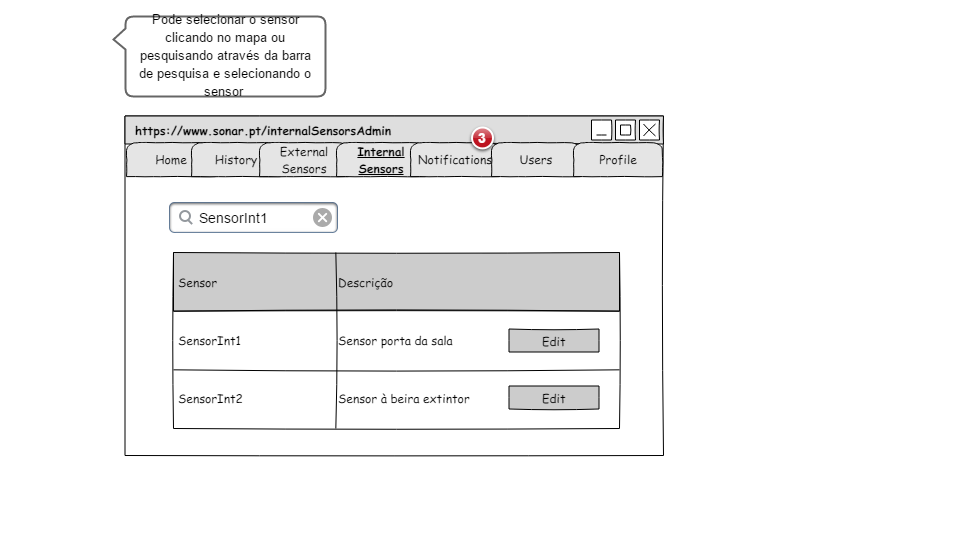 Pode selecionar o sensor
clicando no mapa ou
pesquisando através da barra
de pesquisa e selecionando o
sensor
https://www.sonar.pt/internalSensorsAdmin
3
Home History External Sensors Internal Sensors Notifications Users Profile
SensorInt1
Sensor Descrição
SensorInt1 Sensor porta da sala Edit
SensorInt2 Sensor à beira extintor Edit